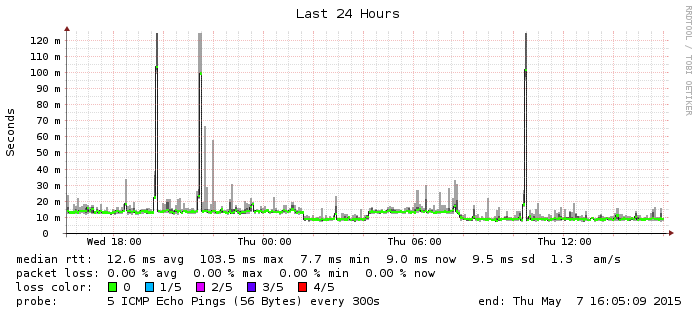 Last 24 Hours
RRDTOOL / TOBI OETIKER
Seconds
120 m
110 m
100 m
90 m
80 m
70 m
60 m
50 m
40 m
30 m
20 m
10 m
0
Wed 18:00 Thu 00:00 Thu 06:00 Thu 12:00
median rtt: 12.6 ms avg 103.5 ms max 7.7 ms min 9.0 ms now 9.5 ms sd 1.3 am/s
packet loss: 0.00 % avg 0.00 % max 0.00 % min 0.00 % now
loss color: 0 1/5 2/5 3/5 4/5
probe: 5 ICMP Echo Pings (56 Bytes) every 300s end: Thu May 7 16:05:09 2015